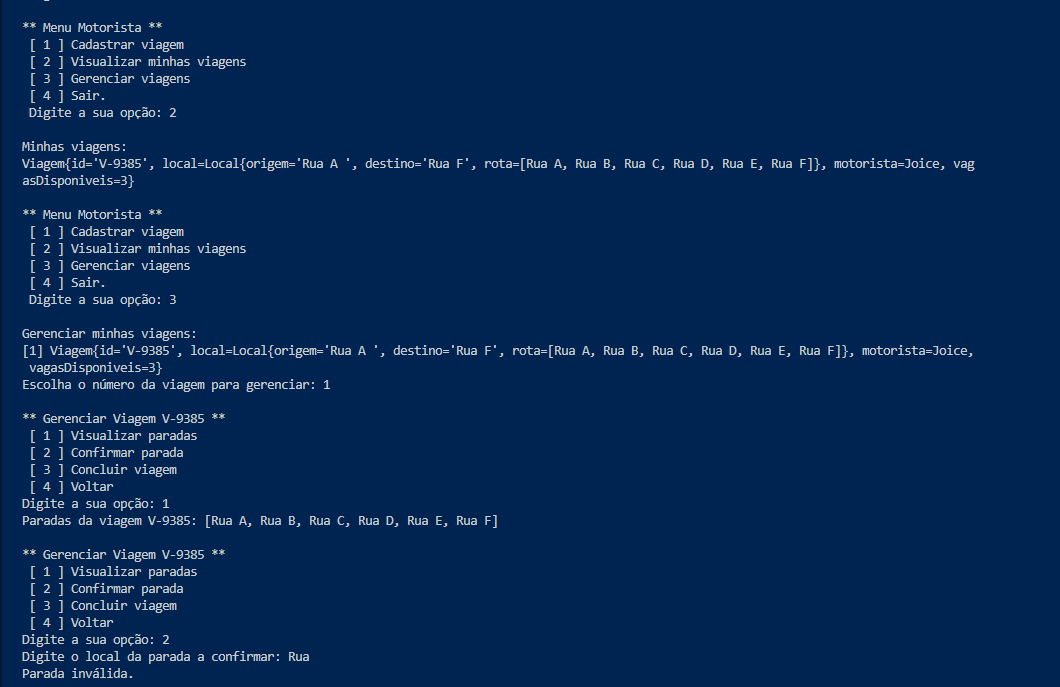 ** Menu Motorista **
[ 1 ] Cadastrar viagem
[ 2 ] Visualizar minhas viagens
[ 3 ] Gerenciar viagens
[ 4 ] Sair.
Digite a sua opção: 2
Minhas viagens:
Viagem{id='V-9385', local=Local{origem='Rua A ', destino='Rua F', rota=[Rua A, Rua B, Rua C, Rua D, Rua E, Rua F]}, motorista=Joice, vag
asDisponiveis=3}
** Menu Motorista **
[ 1 ] Cadastrar viagem
[ 2 ] Visualizar minhas viagens
[ 3 ] Gerenciar viagens
[ 4 ] Sair.
Digite a sua opção: 3
Gerenciar minhas viagens:
[1] Viagem{id='V-9385', local=Local{origem='Rua A ', destino='Rua F', rota=[Rua A, Rua B, Rua C, Rua D, Rua E, Rua F]}, motorista=Joice,
vagasDisponiveis=3}
Escolha o número da viagem para gerenciar: 1
** Gerenciar Viagem V-9385 **
[ 1 ] Visualizar paradas
[ 2 ] Confirmar parada
[ 3 ] Concluir viagem
[ 4 ] Voltar
Digite a sua opção: 1
Paradas da viagem V-9385: [Rua A, Rua B, Rua C, Rua D, Rua E, Rua F]
** Gerenciar Viagem V-9385 **
[ 1 ] Visualizar paradas
[ 2 ] Confirmar parada
[ 3 ] Concluir viagem
[ 4 ] Voltar
Digite a sua opção: 2
Digite o local da parada a confirmar: Rua
Parada inválida.